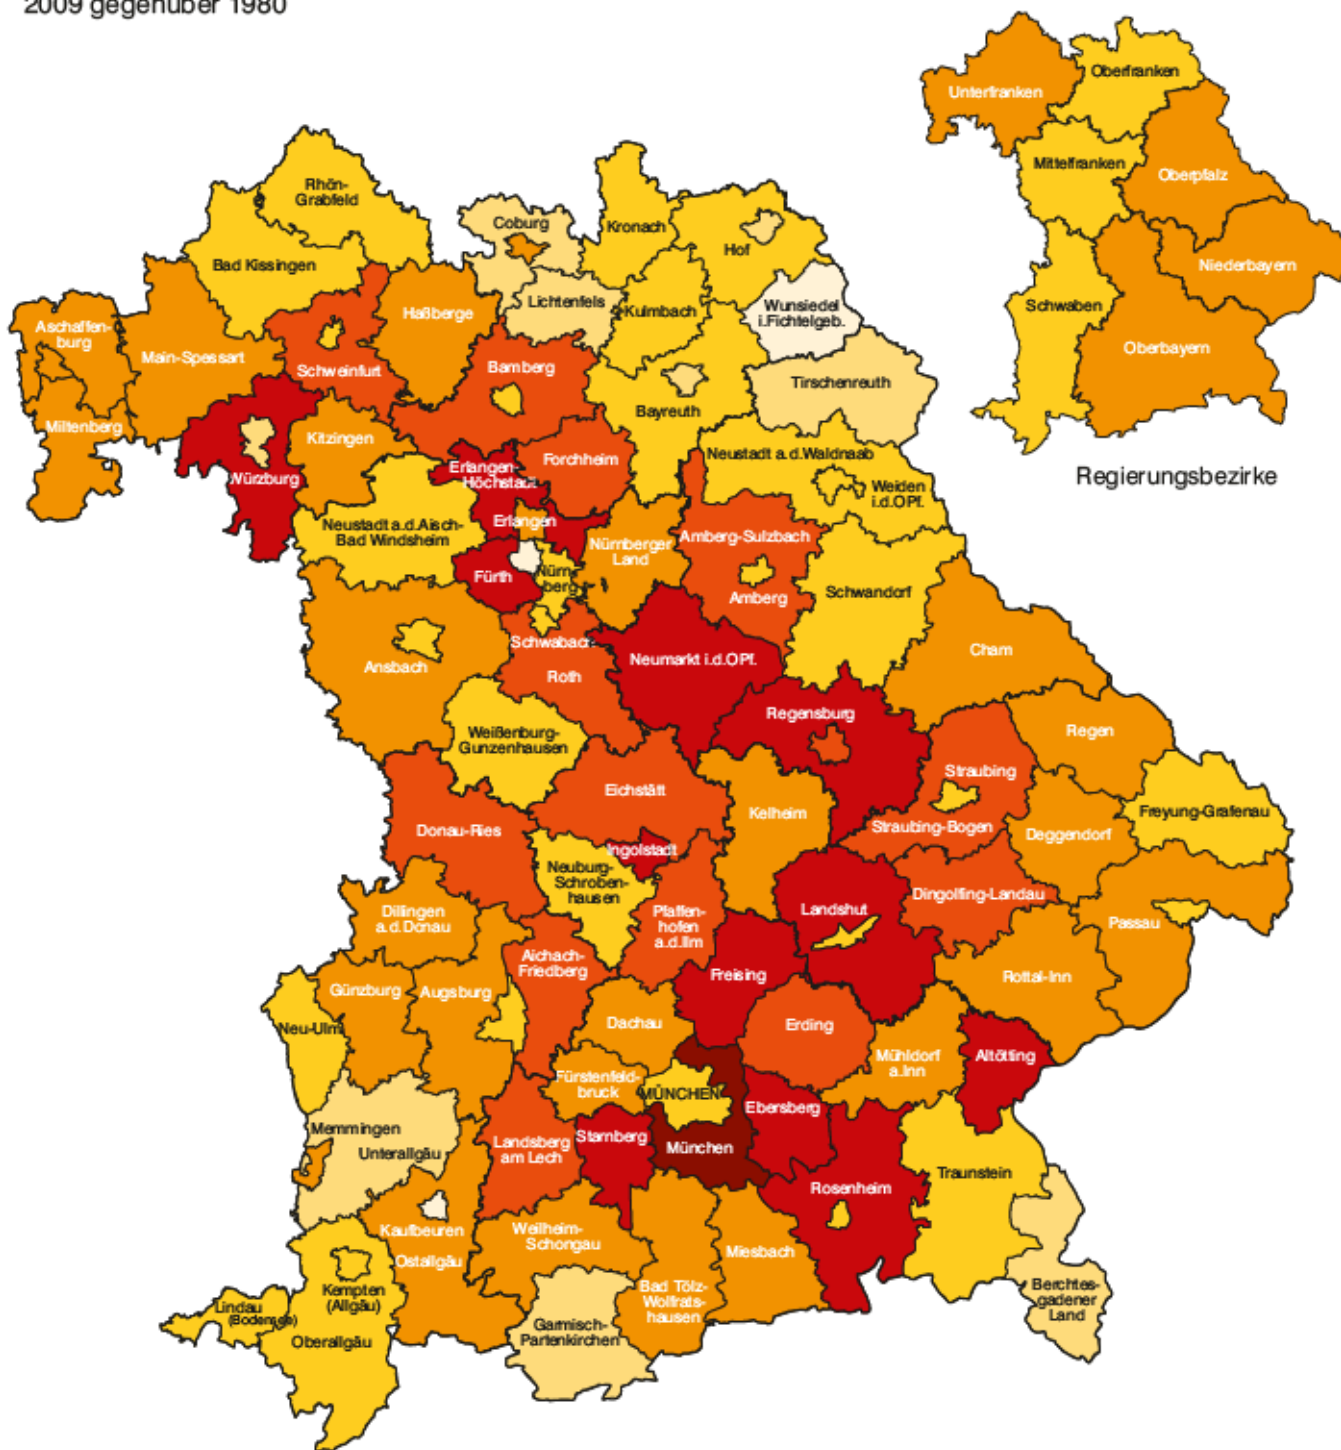 2009 gegenüber 1980
Unterfranken
Oberfranken
Mittelfranken
Oberpfalz
Niederbayern
Schwaben
Oberbayern
Regierungsbezirke
Rhön-
Grabfeld
Coburg
Kronach
Hof
Bad Kissingen
Lichtenfels
Kulmbach
Wunsiedel
i.Fichtelgeb.
Haßberge
Aschaffen-
burg
Main-Spessart
Schweinfurt
Bamberg
Tirschenreuth
Bayreuth
Miltenberg
Kitzingen
Würzburg
Erlangen-
Höchstadt
Forchheim
Neustadt a.d.Waldnaab
Weiden
i.d.OPf.
Neustadt a.d.Aisch-
Bad Windsheim
Erlangen
Nürnberger
Land
Amberg-Sulzbach
Fürth
Nürn-
berg
Amberg
Schwandorf
Schwabach
Roth
Neumarkt i.d.OPf.
Cham
Ansbach
Regensburg
Regen
Weißenburg-
Gunzenhausen
Straubing
Eichstätt
Kelheim
Freyung-Grafenau
Donau-Ries
Straubing-Bogen
Deggendorf
Ingolstadt
Neuburg-
Schroben-
hausen
Dingolfing-Landau
Landshut
Dillingen
a.d.Donau
Pfaffen-
hofen
a.d.Ilm
Passau
Aichach-
Friedberg
Freising
Rottal-Inn
Günzburg
Augsburg
Neu-Ulm
Dachau
Erding
Mühldorf
a.Inn
Altötting
Fürstenfeld-
bruck
MÜNCHEN
Ebersberg
Memmingen
Unterallgäu
Landsberg
am Lech
Starnberg
München
Traunstein
Rosenheim
Kaufbeuren
Ostallgäu
Weilheim-
Schongau
Miesbach
Kempten
(Allgäu)
Bad Tölz-
Wolfrats-
hausen
Berchtes-
gadener
Land
Lindau
(Bodensee)
Oberallgäu
Garmisch-
Partenkirchen